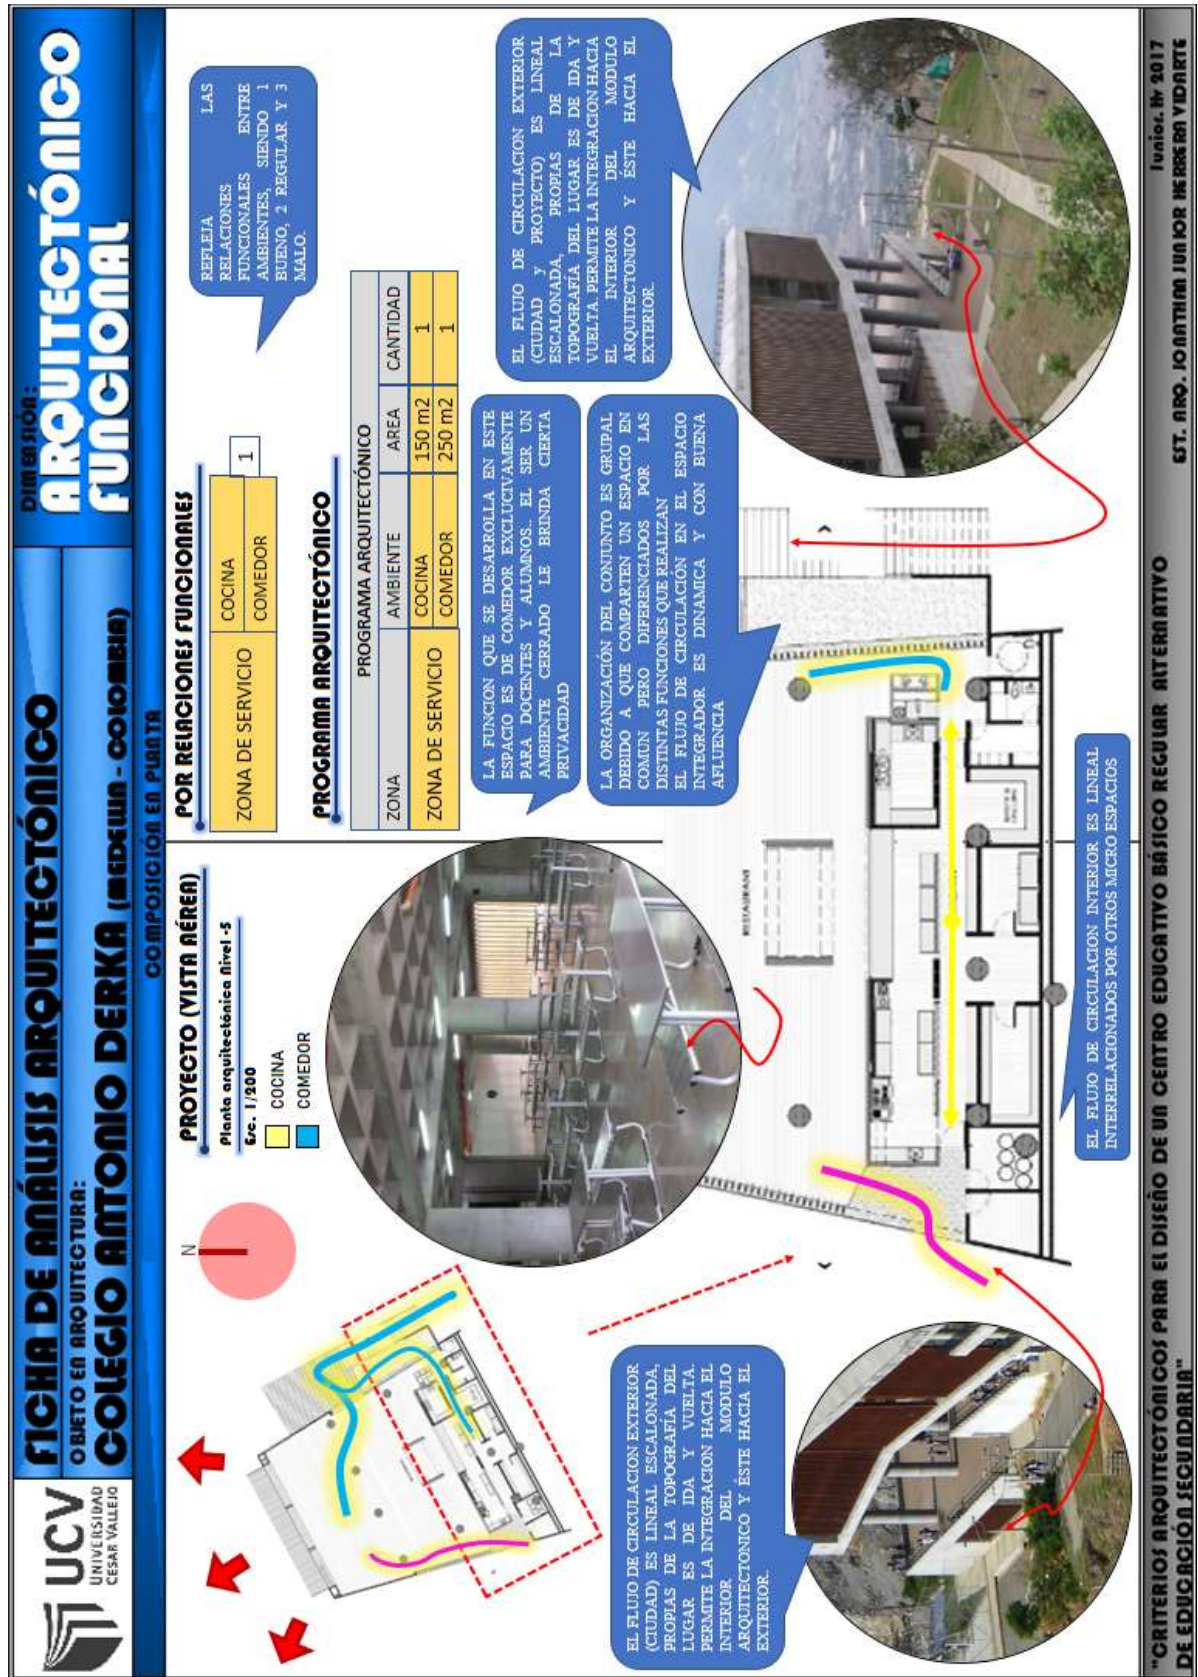 UCV
UNIVERSIDAD
CESAR VALLEJO
FICHA DE ANÁLISIS ARQUITECTÓNICO
OBJETO EN ARQUITECTURA:
COLEGIO ANTONIO DERKA (MEDELLIN - COLOMBIA)
DIMENSIÓN:
ARQUITECTÓNICO
FUNCIONAL
COMPOSICIÓN EN PLANTA
N
PROYECTO (VISTA AÉREA)
Planta arquitectónica Nivel -5
Esc. 1/200
COCINA
COMEDOR
POR RELACIONES FUNCIONALES
ZONA DE SERVICIO
COCINA
COMEDOR
1
REFLEJA LAS
RELACIONES
FUNCIONALES ENTRE
AMBIENTES, SIENDO 1
BUENO, 2 REGULAR Y 3
MALO.
PROGRAMA ARQUITECTÓNICO
PROGRAMA ARQUITECTÓNICO
ZONA AMBIENTE AREA CANTIDAD
ZONA DE SERVICIO COCINA 150 m2 1
COMEDOR 250 m2 1
LA FUNCION QUE SE DESARROLLA EN ESTE
ESPACIO ES DE COMEDOR EXCLUCIVAMENTE
PARA DOCENTES Y ALUMNOS.. EL SER UN
AMBIENTE CERRADO LE BRINDA CIERTA
PRIVACIDAD
EL FLUJO DE CIRCULACION EXTERIOR
(CIUDAD y PROYECTO) ES LINEAL
ESCALONADA, PROPIAS DE LA
TOPOGRAFÍA DEL LUGAR ES DE IDA Y
VUELTA. PERMITE LA INTEGRACION HACIA
EL INTERIOR DEL MODULO
ARQUITECTONICO Y ÉSTE HACIA EL
EXTERIOR.
LA ORGANIZACIÓN DEL CONJUNTO ES GRUPAL
DEBIDO A QUE COMPARTEN UN ESPACIO EN
COMUN PERO DIFERENCIADOS POR LAS
DISTINTAS FUNCIONES QUE REALIZAN
EL FLUJO DE CIRCULACIÓN EN EL ESPACIO
INTEGRADOR ES DINAMICA Y CON BUENA
AFLUENCIA
EL FLUJO DE CIRCULACION EXTERIOR
(CIUDAD) ES LINEAL ESCALONADA,
PROPIAS DE LA TOPOGRAFÍA DEL
LUGAR ES DE IDA Y VUELTA.
PERMITE LA INTEGRACION HACIA EL
INTERIOR DEL MODULO
ARQUITECTONICO Y ÉSTE HACIA EL
EXTERIOR.
RESTAURANTE
EL FLUJO DE CIRCULACION INTERIOR ES LINEAL
INTERRELACIONADOS POR OTROS MICRO ESPACIOS
"CRITERIOS ARQUITECTÓNICOS PARA EL DISEÑO DE UN CENTRO EDUCATIVO BÁSICO REGULAR ALTERNATIVO
DE EDUCACIÓN SECUNDARIA"
Junior. Hv 2017
EST. ARQ. JONATHAN JUNIOR HERRERA VIDARTE